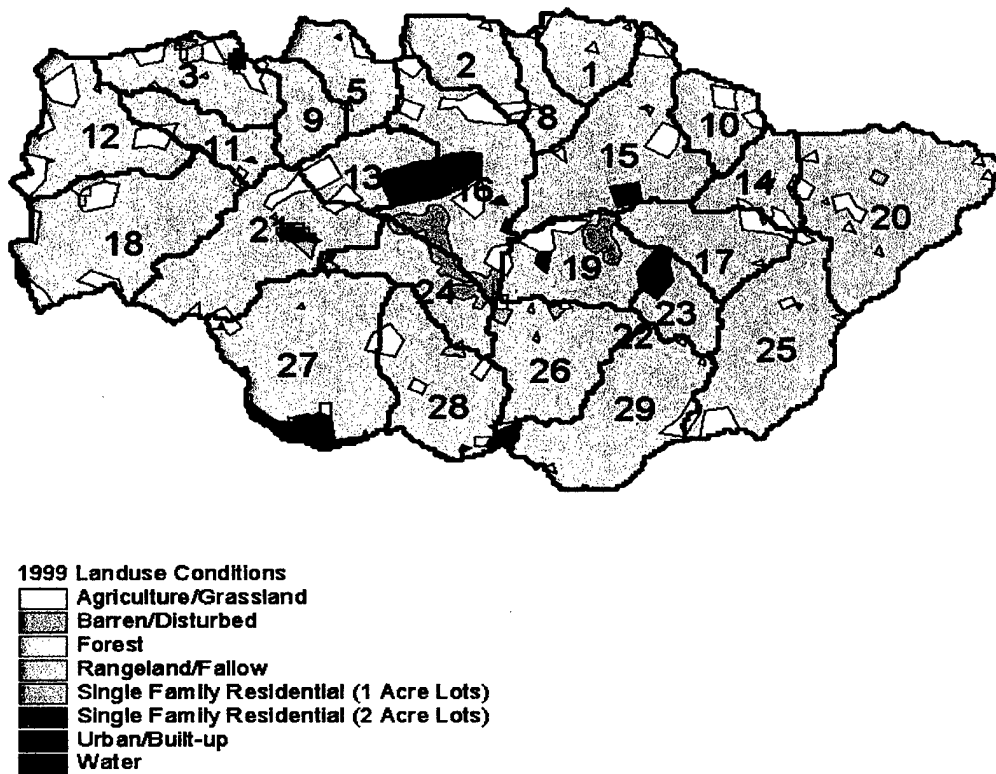 2
3
1
5
9
8
10
12
11
15
13
16
14
20
18
2
19
17
24
23
22
25
27
26
28
29
1999 Landuse Conditions
Agriculture/Grassland
Barren/Disturbed
Forest
Rangeland/Fallow
Single Family Residential (1 Acre Lots)
Single Family Residential (2 Acre Lots)
Urban/Built-up
Water